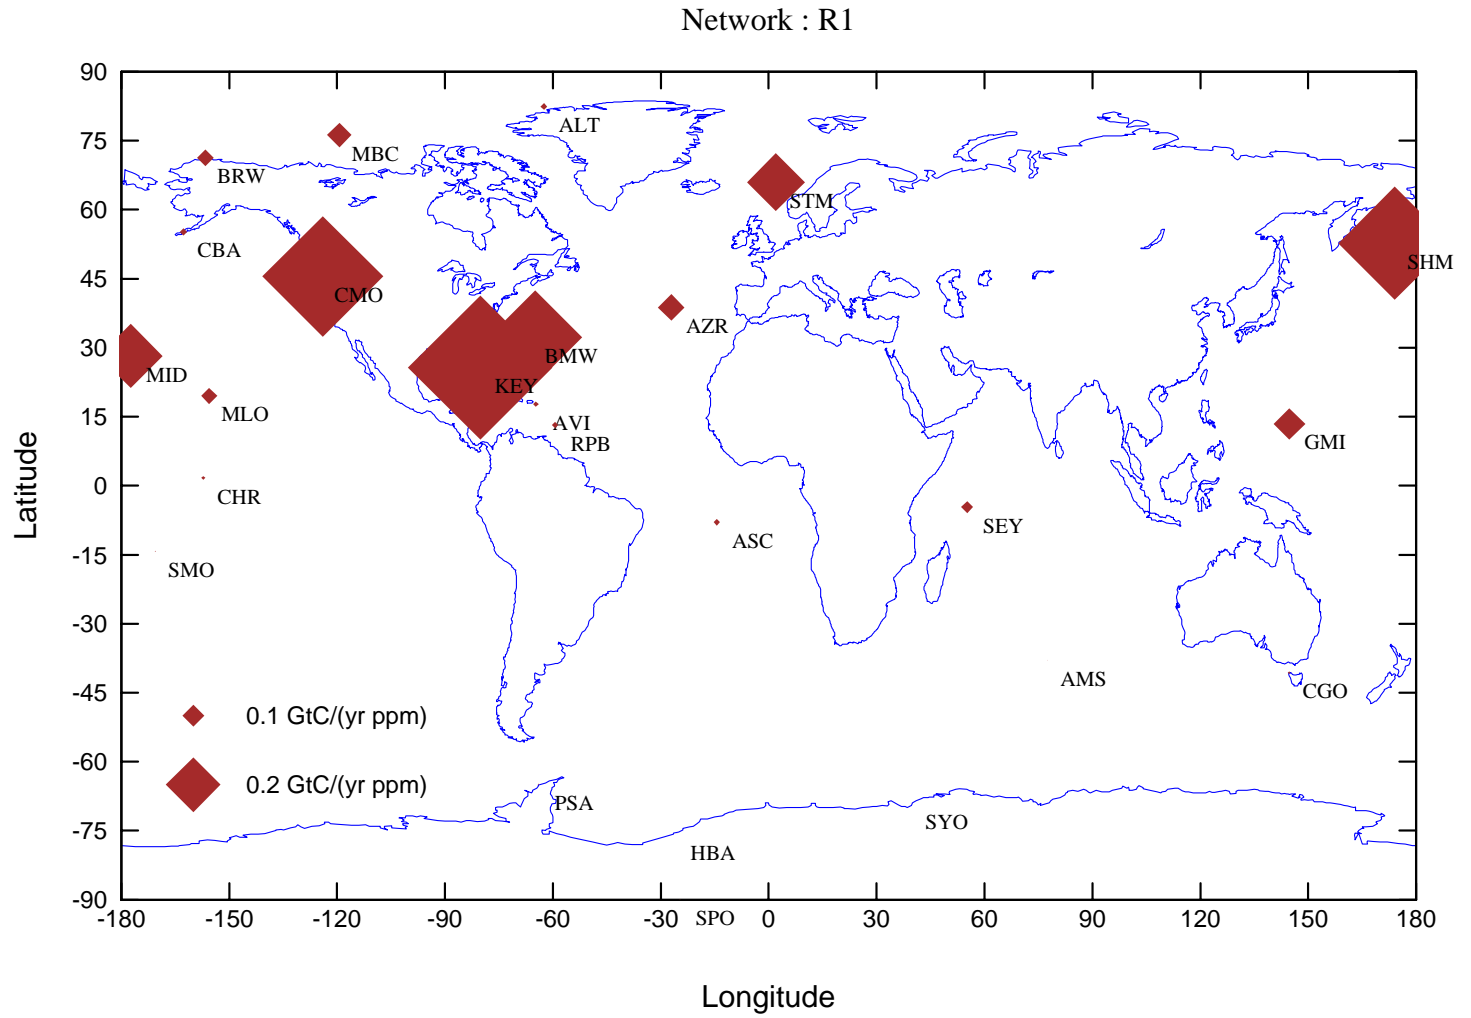 Network : R1
90
75
60
45
30
15
0
-15
-30
-45
-60
-75
-90
Latitude
ALT
MBC
BRW
STM
CBA
SHM
CMO
AZR
BMW
MID
KEY
MLO
AVI
RPB
GMI
CHR
SEY
ASC
SMO
AMS
CGO
0.1 GtC/(yr ppm)
0.2 GtC/(yr ppm)
PSA
SYO
HBA
SPO
-180 -150 -120 -90 -60 -30 0 30 60 90 120 150 180
Longitude